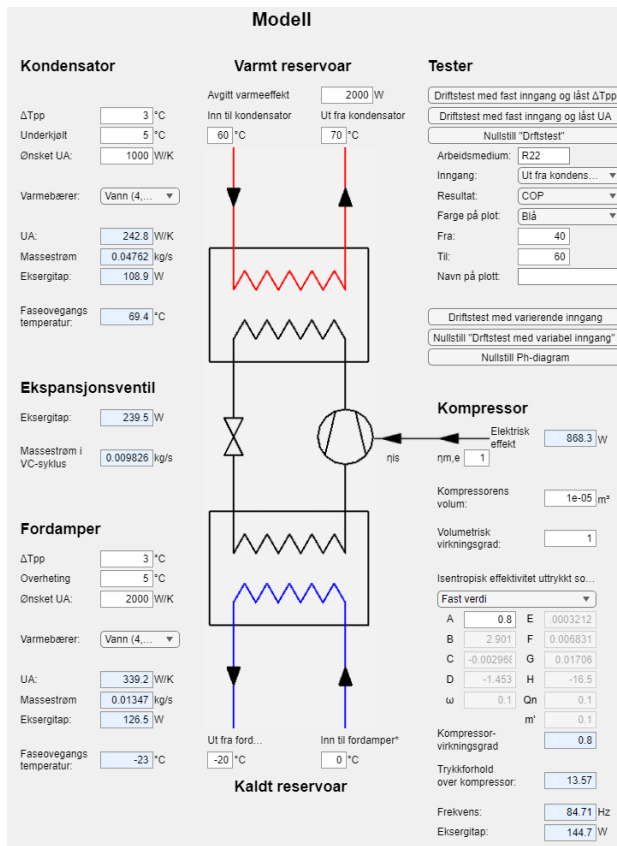 Modell
Kondensator
ΔTpp 3 °C
Underkjølt 5 °C
Ønsket UA: 1000 W/K
Varmebærer: Vann (4,...
UA: 242.8 W/K
Massestrøm 0.04762 kg/s
Eksergitap: 108.9 W
Faseovegangs
temperatur: 69.4 °C
Ekspansjonsventil
Eksergitap: 239.5 W
Massestrøm i
VC-syklus 0.009826 kg/s
Fordamper
ΔTpp 3 °C
Overheting 5 °C
Ønsket UA: 2000 W/K
Varmebærer: Vann (4,...
UA: 339.2 W/K
Massestrøm 0.01347 kg/s
Eksergitap: 126.5 W
Faseovegangs
temperatur: -23 °C
Varmt reservoar
Avgitt varmeeffekt 2000 W
Inn til kondensator Ut fra kondensator
60 °C 70 °C
Ut fra ford... Inn til fordamper*
-20 °C 0 °C
Kaldt reservoar
Tester
Driftstest med fast inngang og låst ΔTpp
Driftstest med fast inngang og låst UA
Nullstill "Drftstest"
Arbeidsmedium: R22
Inngang: Ut fra kondens...
Resultat: COP
Farge på plot: Blå
Fra: 40
Til: 60
Navn på plott:
Driftstest med varierende inngang
Nullstill "Drftstest med variabel inngang"
Nullstill Ph-diagram
Kompressor
Elektrisk
effekt 868.3 W
ηis ηm,e 1
Kompressorens
volum: 1e-05 m³
Volumetrisk
virkningsgrad: 1
Isentropisk effektivitet uttrykt so...
Fast verdi
A 0.8 E .0003212
B 2.901 F 0.006831
C -0.002968 G 0.01706
D -1.453 H -16.5
ω 0.1 Qn 0.1
m' 0.1
Kompressor-
virkningsgrad 0.8
Trykkforhold
over kompressor: 13.57
Frekvens: 84.71 Hz
Eksergitap: 144.7 W